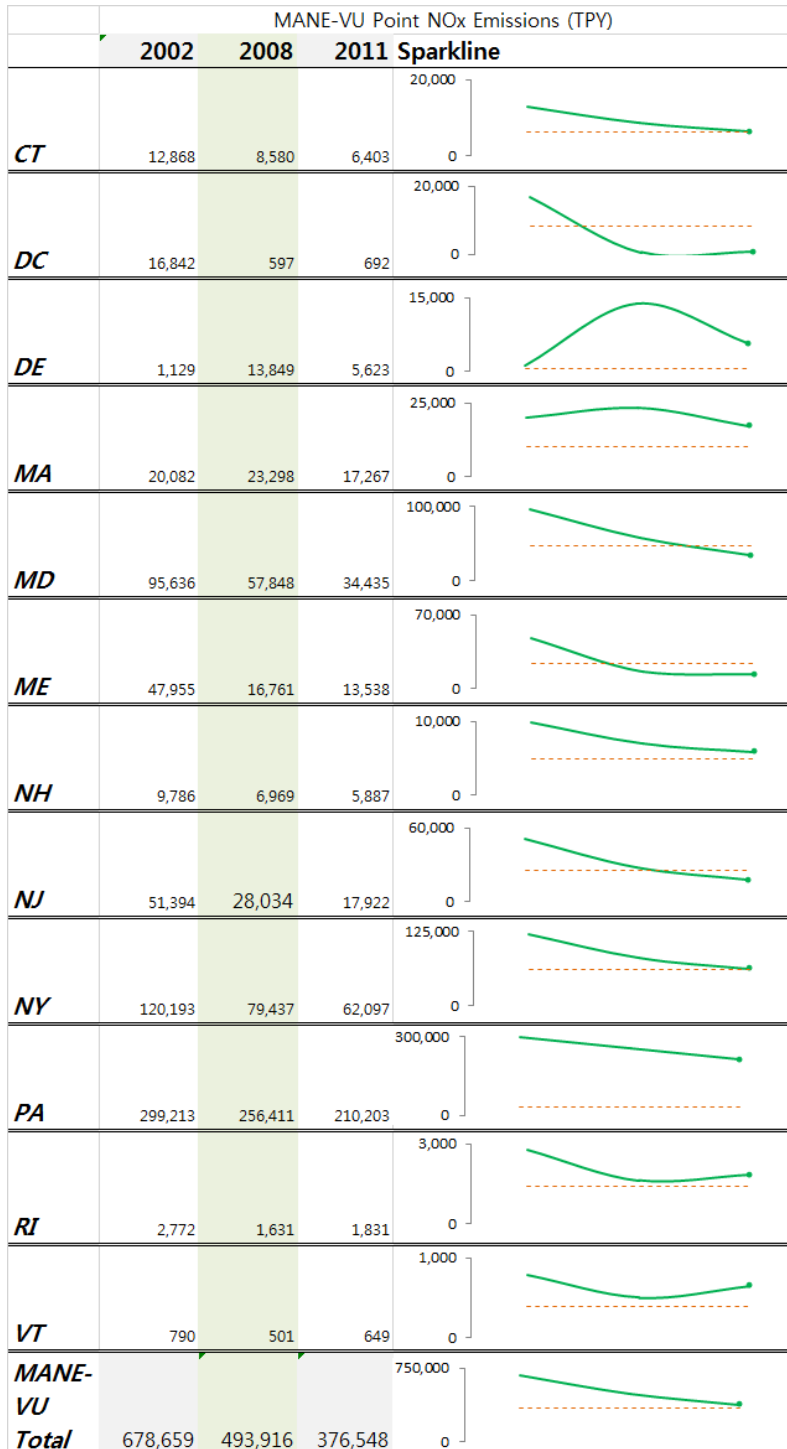 MANE-VU Point NOx Emissions (TPY)
2002 2008 2011 Sparkline
20,000
0
CT 12,868 8,580 6,403
20,000
0
DC 16,842 597 692
15,000
0
DE 1,129 13,849 5,623
25,000
0
MA 20,082 23,298 17,267
100,000
0
MD 95,636 57,848 34,435
70,000
0
ME 47,955 16,761 13,538
10,000
0
NH 9,786 6,969 5,887
60,000
0
NJ 51,394 28,034 17,922
125,000
0
NY 120,193 79,437 62,097
300,000
0
PA 299,213 256,411 210,203
3,000
0
RI 2,772 1,631 1,831
1,000
0
VT 790 501 649
750,000
MANE-
VU
Total 678,659 493,916 376,548
0